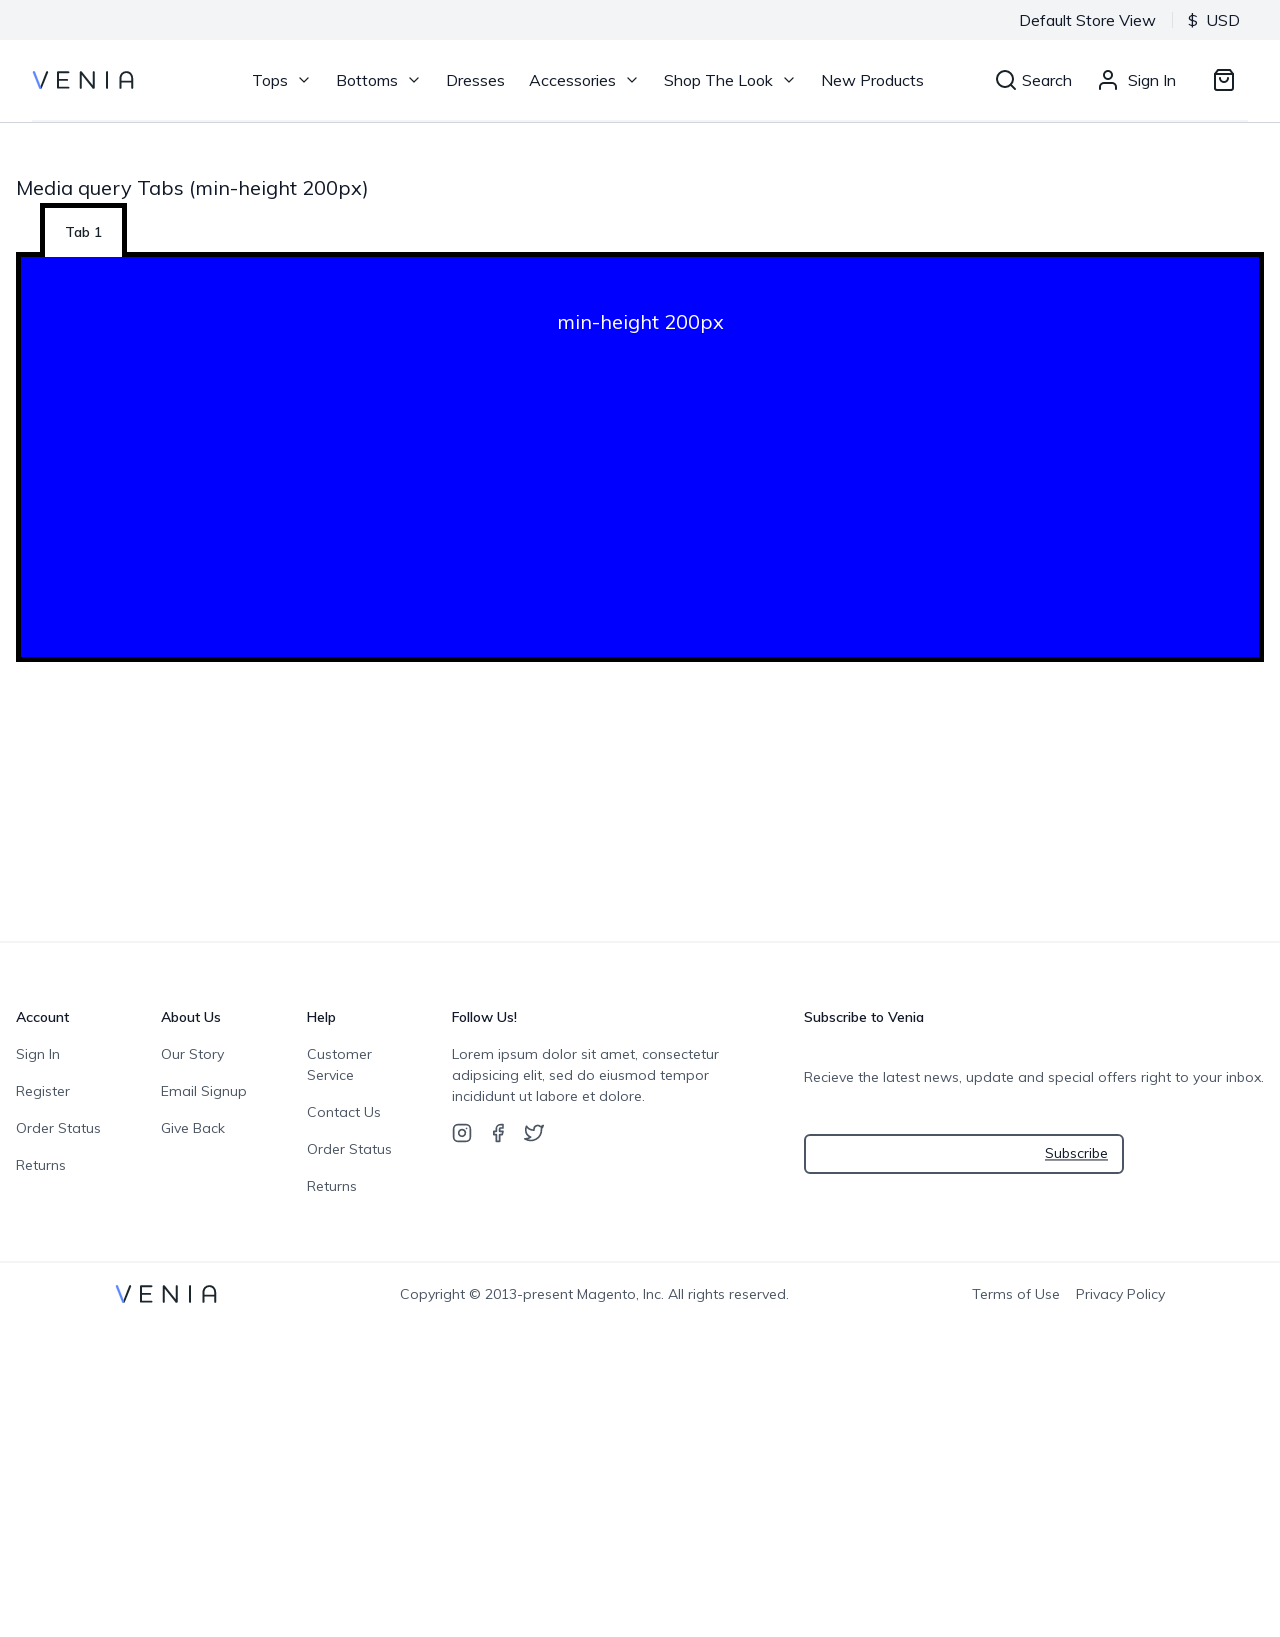 Default Store View $ USD
VENIA Tops Bottoms Dresses Accessories Shop The Look New Products Search Sign In
Media query Tabs (min-height 200px)
Tab 1
min-height 200px
Account
Sign In
Register
Order Status
Returns
About Us
Our Story
Email Signup
Give Back
Help
Customer
Service
Contact Us
Order Status
Returns
Follow Us!
Lorem ipsum dolor sit amet, consectetur
adipsicing elit, sed do eiusmod tempor
incididunt ut labore et dolore.
Subscribe to Venia
Recieve the latest news, update and special offers right to your inbox.
Subscribe
VENIA Copyright © 2013-present Magento, Inc. All rights reserved. Terms of Use Privacy Policy